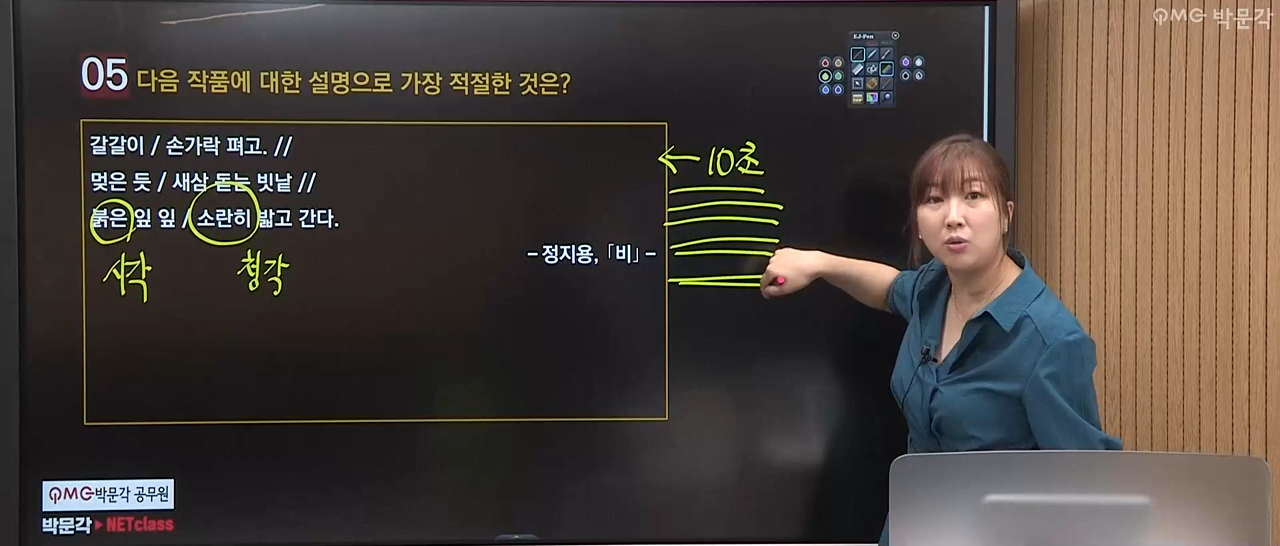 QMG 박문각
05 다음 작품에 대한 설명으로 가장 적절한 것은?
EJ-Pen
갈갈이 / 손가락 펴고. //
멎은 듯 / 새삼 돋는 빗낱 //
붉은 잎 잎 / 소란히 밟고 간다.
– 정지용, 「비」 –
←10초
시각
청각
QMG박문각 공무원
박문각 ▶ NETclass